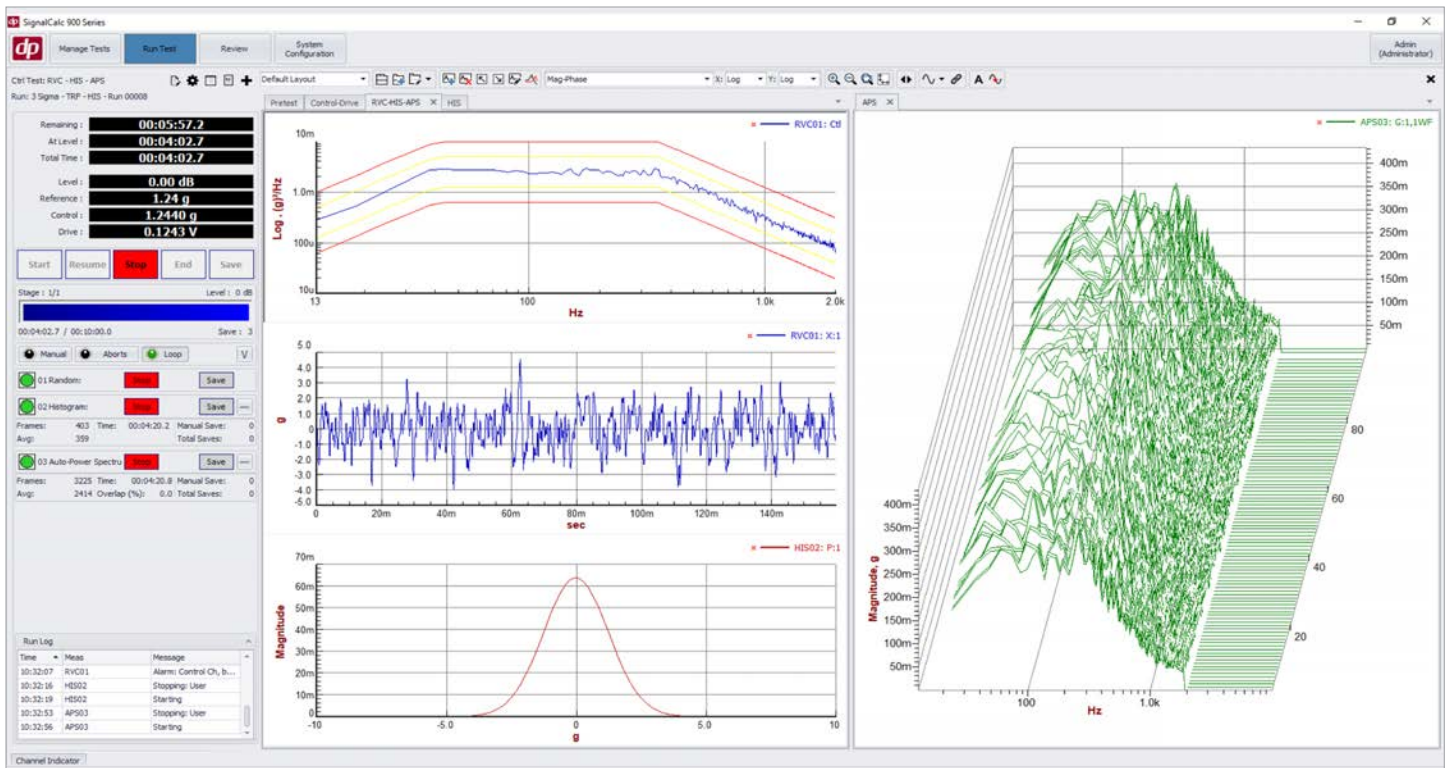 dp SignalCalc 900 Series
dp Manage Tests Run Test Review System Configuration Admin (Administrator)
Ctrl Test: RVC - HIS - APS
Default Layout Mag-Phase X: Log Y: Log A
Run: 3 Sigma - TRP - HIS - Run 00008
Remaining : 00:05:57.2
At Level : 00:04:02.7
Total Time : 00:04:02.7
Level : 0.00 dB
Reference : 1.24 g
Control : 1.2440 g
Drive : 0.1243 V
Start Resume Stop End Save
Stage : 1/1 Level : 0 dB
00:04:02.7 / 00:10:00.0 Save : 3
Manual Aborts Loop V
01 Random: Stop Save
02 Histogram: Stop Save
Frames: 403 Time: 00:04:20.2 Manual Save: 0
Avg: 359 Total Saves: 0
03 Auto-Power Spectru Stop Save
Frames: 3225 Time: 00:04:20.8 Manual Save: 0
Avg: 2414 Overlap (%): 0.0 Total Saves: 0
Run Log
Time Meas Message
10:32:07 RVC01 Alarm: Control Ch, b...
10:32:16 HIS02 Stopping: User
10:32:19 HIS02 Starting
10:32:53 APS03 Stopping: User
10:32:56 APS03 Starting
Channel Indicator
Pretest Control-Drive RVC-HIS-APS HIS
RVC01: Ctl
10m
1.0m
100u
10u
Log . (g)²/Hz
13 100 1.0k 2.0k
Hz
RVC01: X:1
5.0
4.0
3.0
2.0
1.0
0
-1.0
-2.0
-3.0
-4.0
-5.0
g
0 20m 40m 60m 80m 100m 120m 140m
sec
HIS02: P:1
70m
60m
50m
40m
30m
20m
10m
0
Magnitude
-10 -5.0 0 5.0 10
g
APS
APS03: G:1,1WF
400m
350m
300m
250m
200m
150m
100m
50m
80
60
40
20
400m
350m
300m
250m
200m
150m
100m
50m
Magnitude, g
100 1.0k
Hz